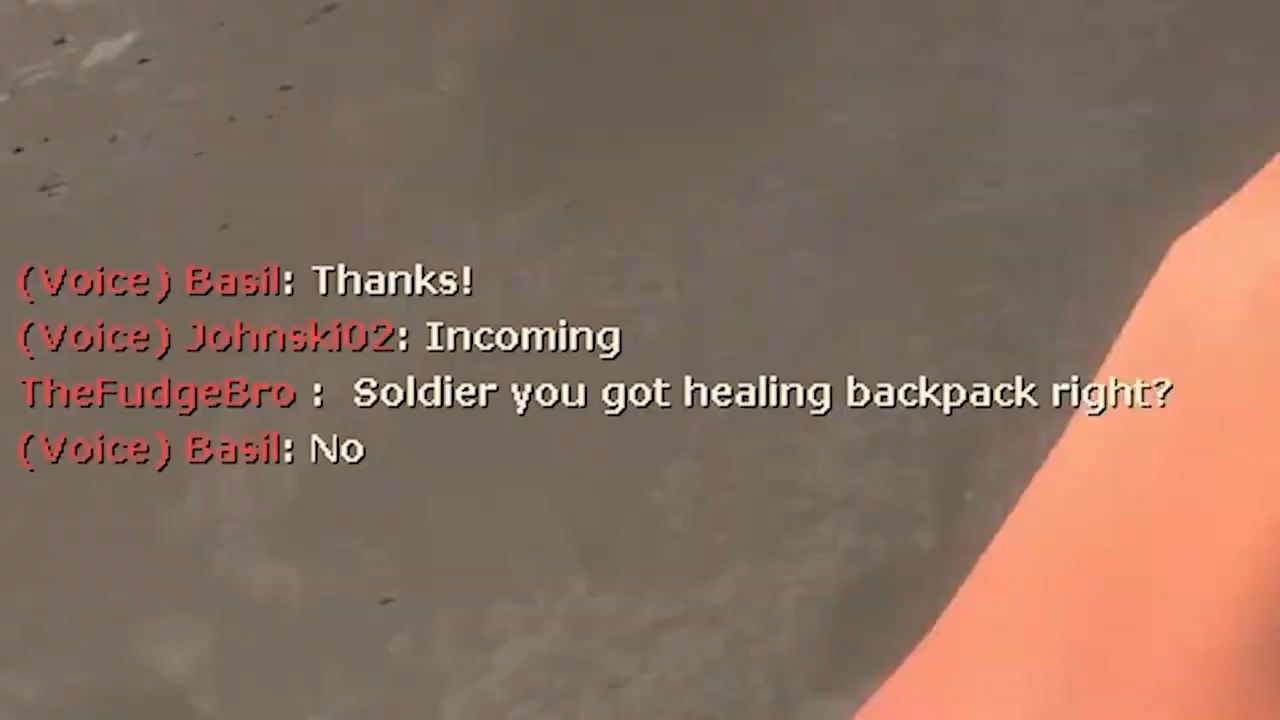 (Voice) Basil: Thanks!
(Voice) Johnski02: Incoming
TheFudgeBro :  Soldier you got healing backpack right?
(Voice) Basil: No